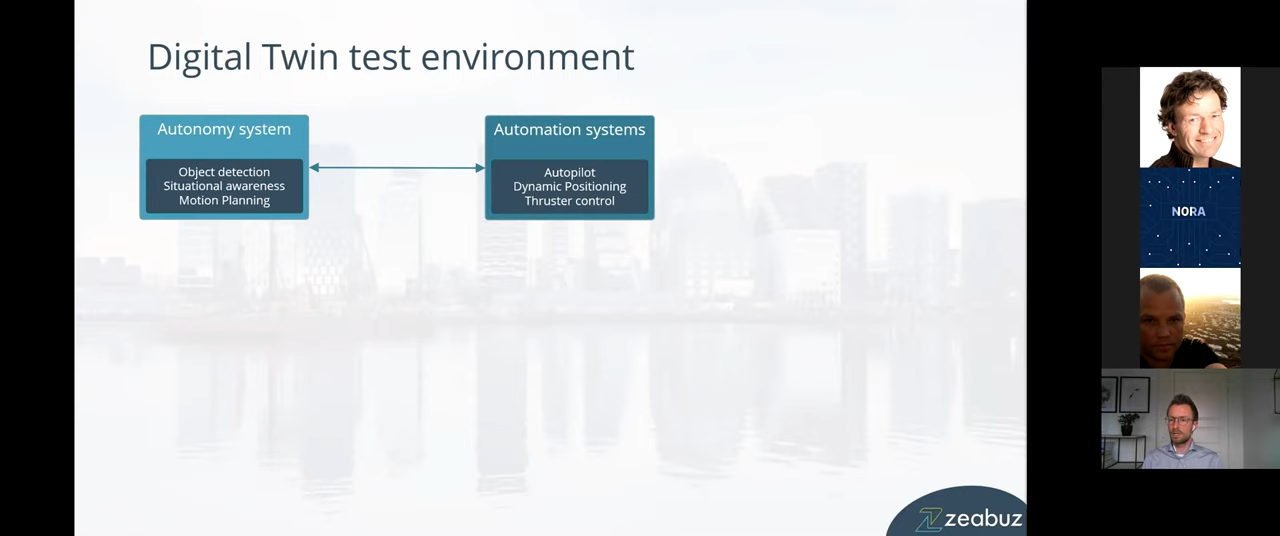 Digital Twin test environment
Autonomy system
Object detection
Situational awareness
Motion Planning
Automation systems
Autopilot
Dynamic Positioning
Thruster control
NORA
zeabuz